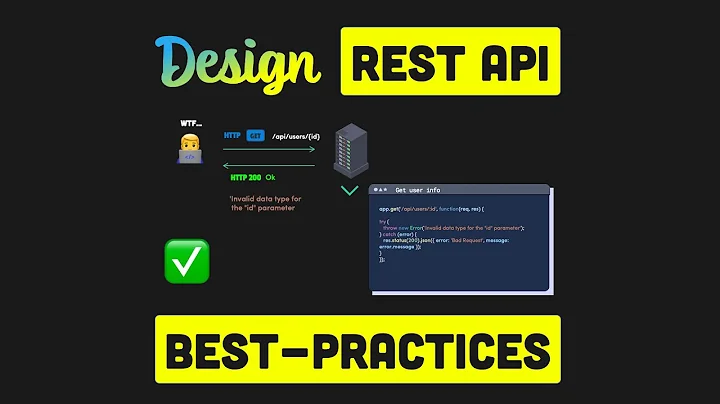 Design REST API
WTF...
HTTP GET /api/users/{id}
HTTP 200 Ok
'Invalid data type for
the "id" parameter
Get user info
app.get('/api/users/:id', function(req, res) {
try {
throw new Error('Invalid data type for the "id" parameter');
} catch (error) {
res.status(200).json({ error: 'Bad Request', message:
error.message });
}
});
BEST-PRACTICES